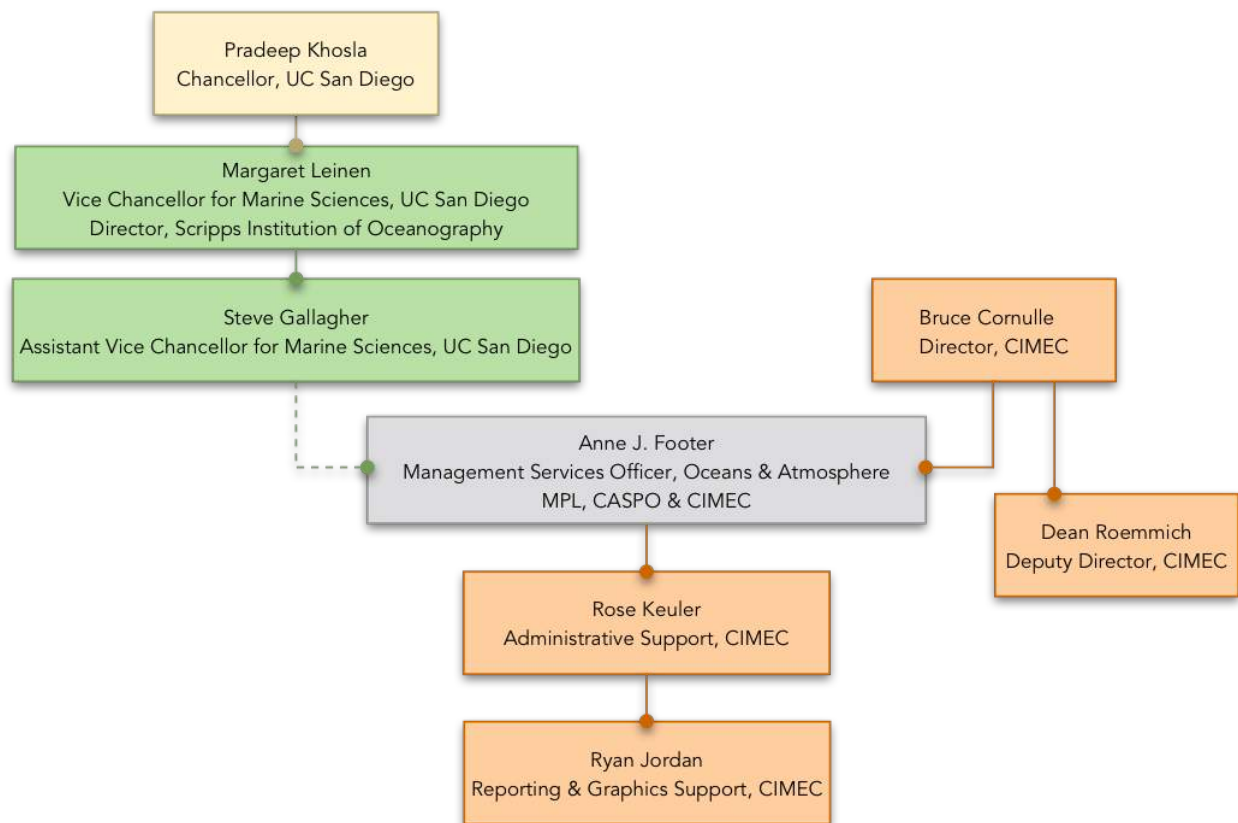 Pradeep Khosla
Chancellor, UC San Diego
Margaret Leinen
Vice Chancellor for Marine Sciences, UC San Diego
Director, Scripps Institution of Oceanography
Steve Gallagher
Assistant Vice Chancellor for Marine Sciences, UC San Diego
Bruce Cornulle
Director, CIMEC
Anne J. Footer
Management Services Officer, Oceans & Atmosphere
MPL, CASPO & CIMEC
Dean Roemmich
Deputy Director, CIMEC
Rose Keuler
Administrative Support, CIMEC
Ryan Jordan
Reporting & Graphics Support, CIMEC